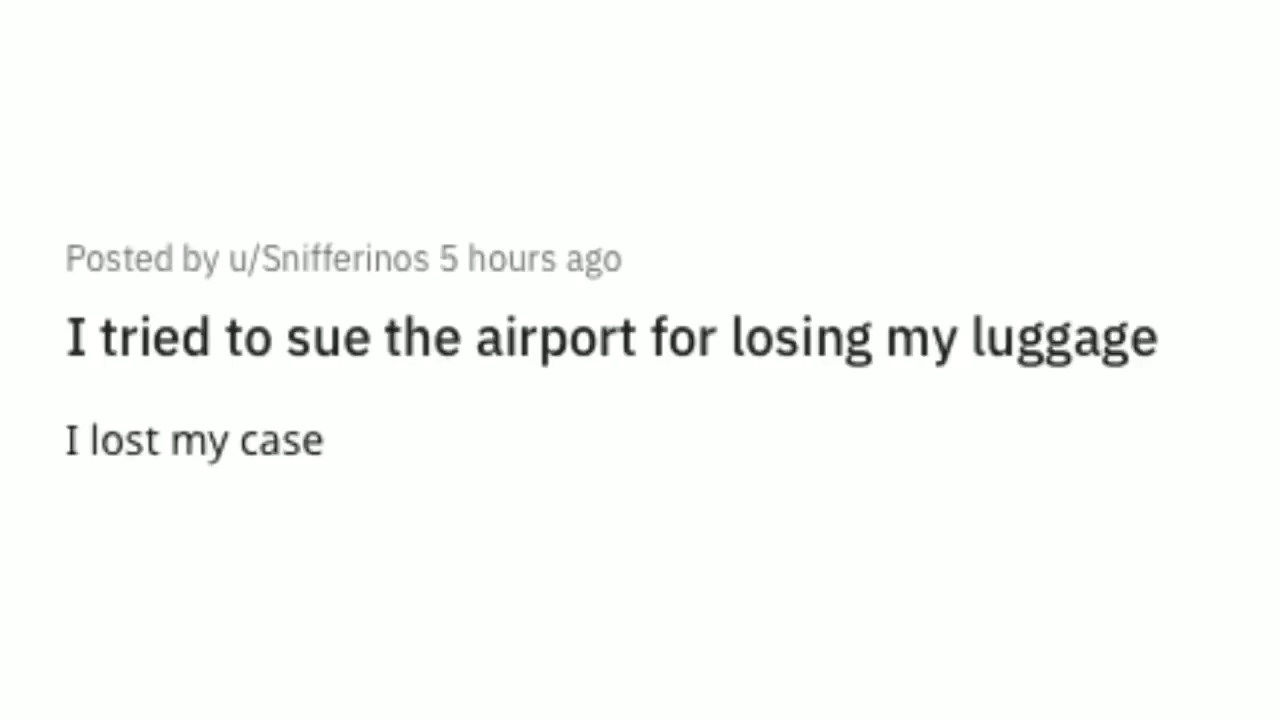 Posted by u/Snifferinos 5 hours ago
I tried to sue the airport for losing my luggage
I lost my case